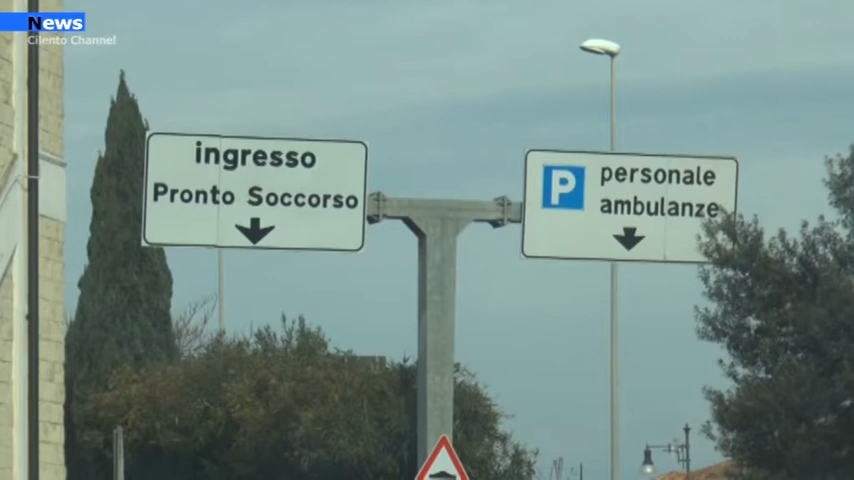 News
Cilento Channel
ingresso
Pronto Soccorso
P personale
ambulanze